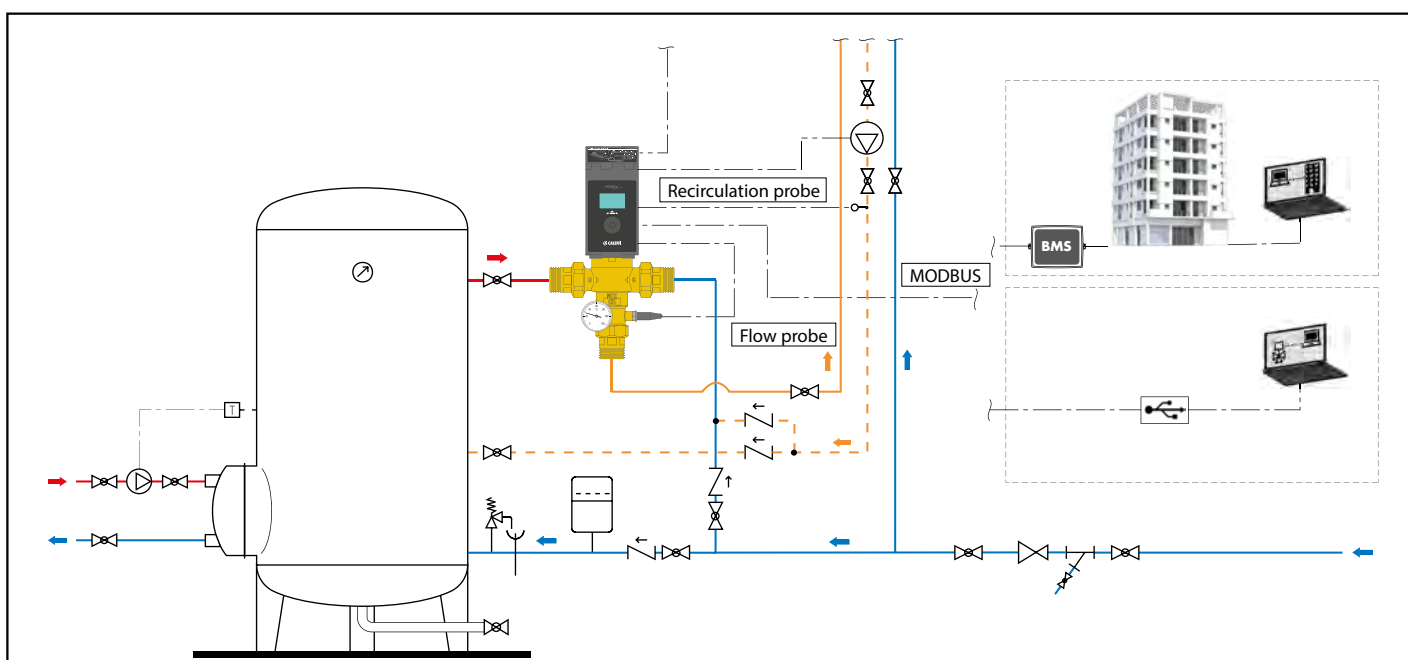 Recirculation probe
CALEFFI
BMS
MODBUS
Flow probe
T